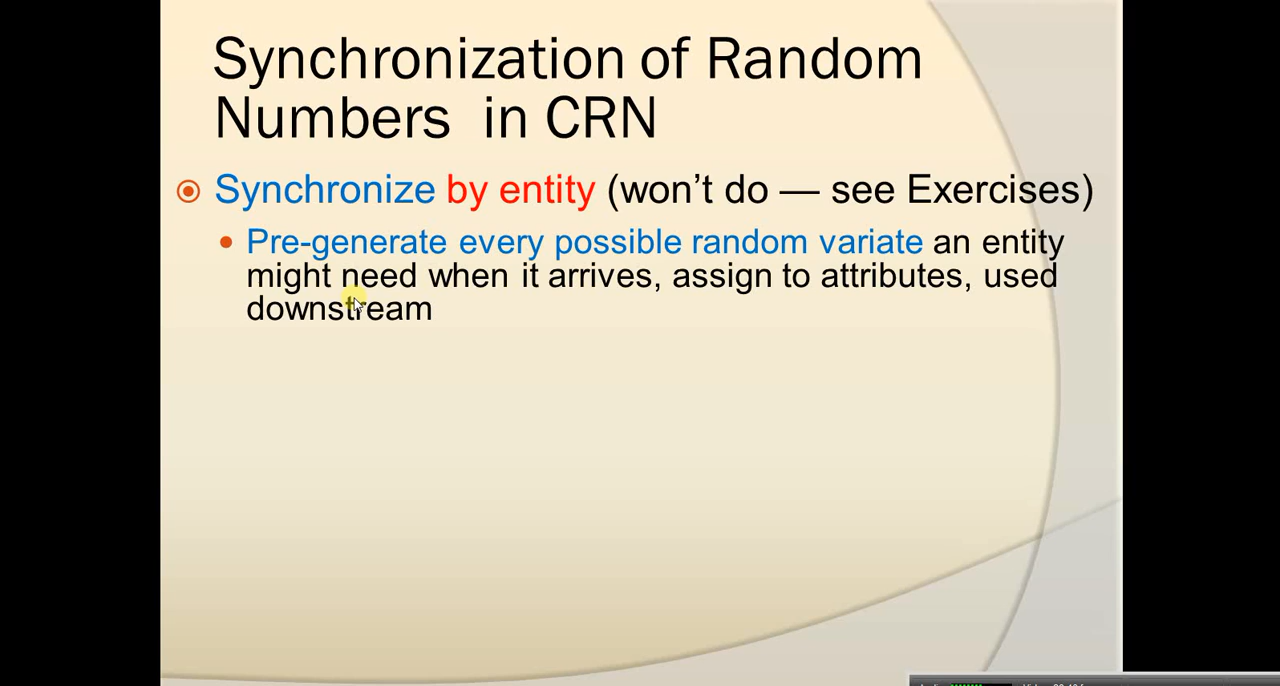 Synchronization of Random
Numbers in CRN
Synchronize by entity (won't do — see Exercises)
Pre-generate every possible random variate an entity
might need when it arrives, assign to attributes, used
downstream